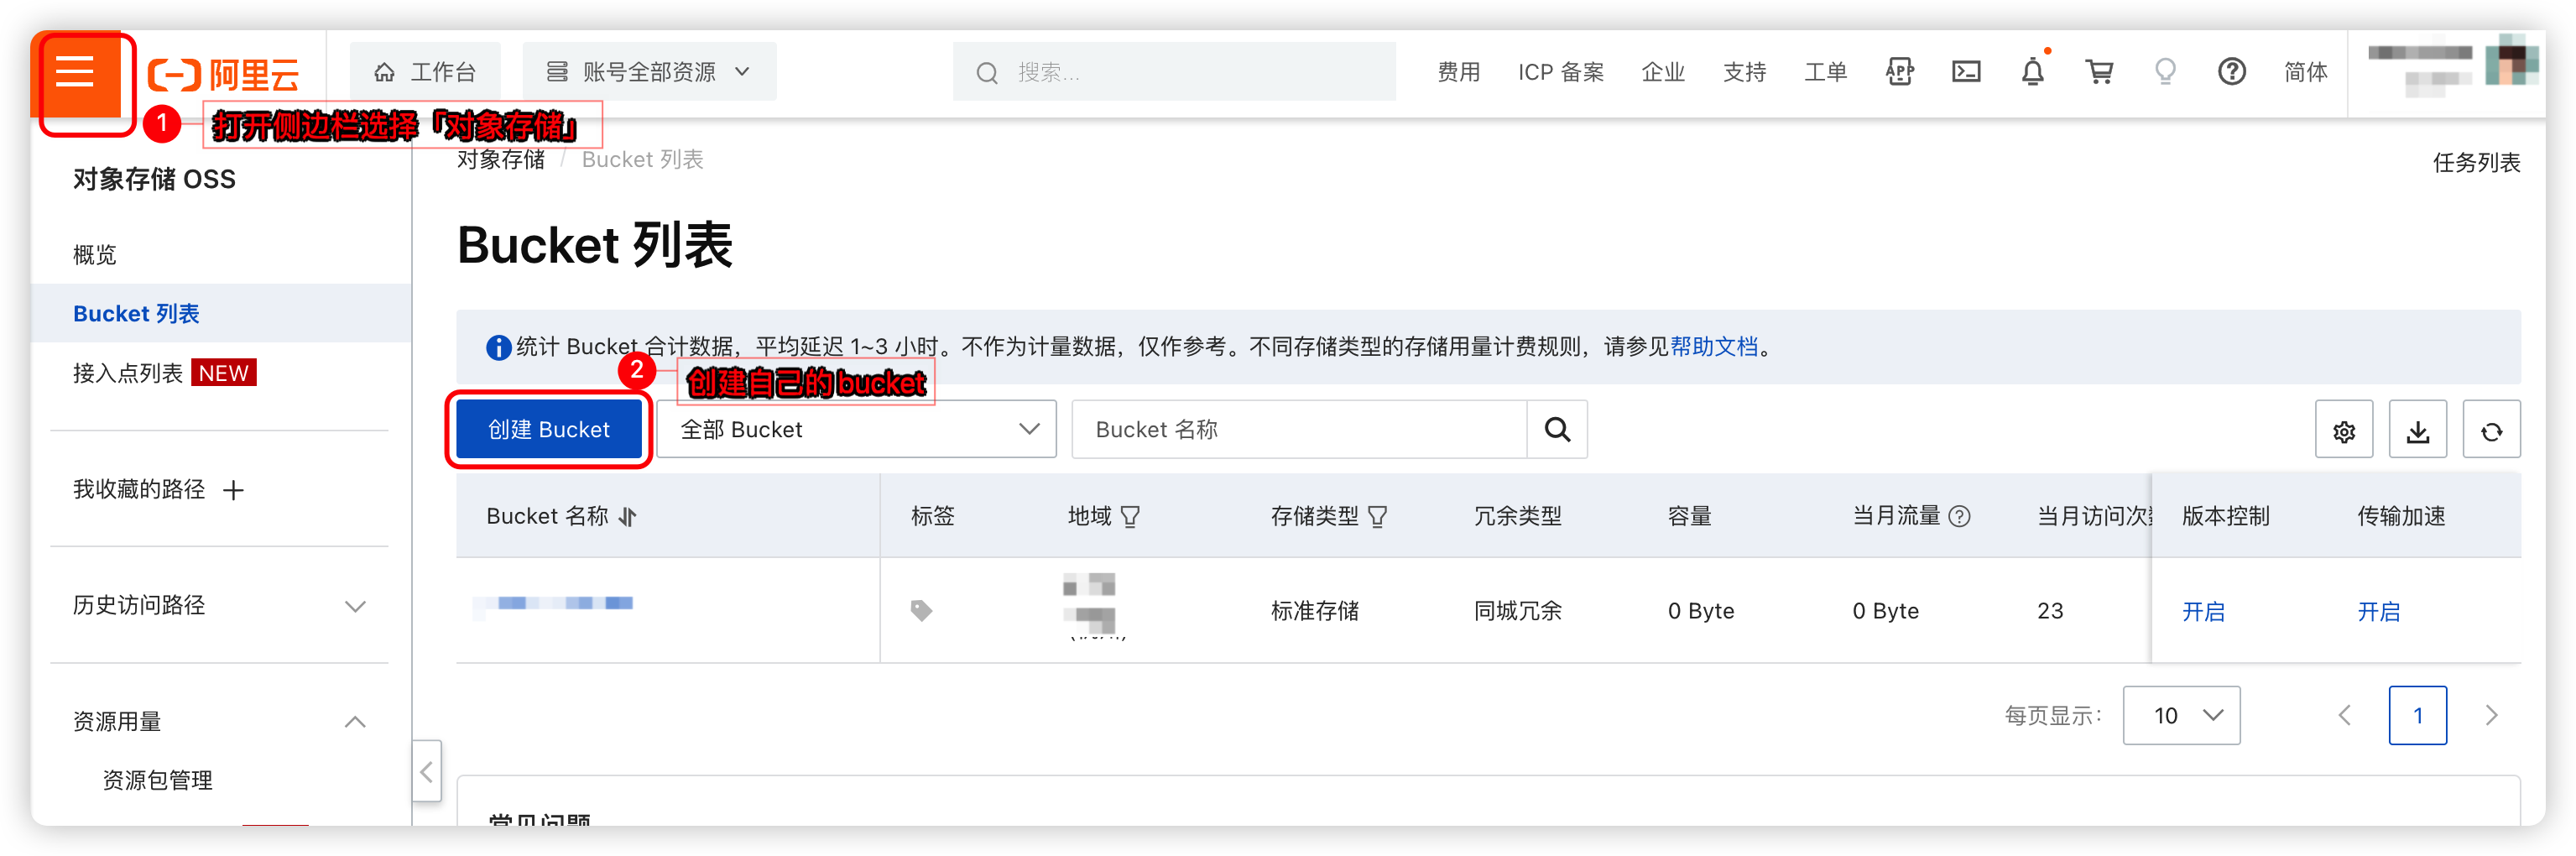 阿里云
工作台
账号全部资源
搜索...
费用
ICP 备案
企业
支持
工单
APP
简体
1
打开侧边栏选择「对象存储」
对象存储 / Bucket 列表
任务列表
对象存储 OSS
概览
Bucket 列表
接入点列表 NEW
我收藏的路径
历史访问路径
资源用量
资源包管理
Bucket 列表
统计 Bucket 合计数据，平均延迟 1~3 小时。不作为计量数据，仅作参考。不同存储类型的存储用量计费规则，请参见帮助文档。
2
创建自己的bucket
创建 Bucket
全部 Bucket
Bucket 名称
Bucket 名称 标签 地域 存储类型 冗余类型 容量 当月流量 当月访问次 版本控制 传输加速
标准存储 同城冗余 0 Byte 0 Byte 23 开启 开启
每页显示： 10 1
常见问题